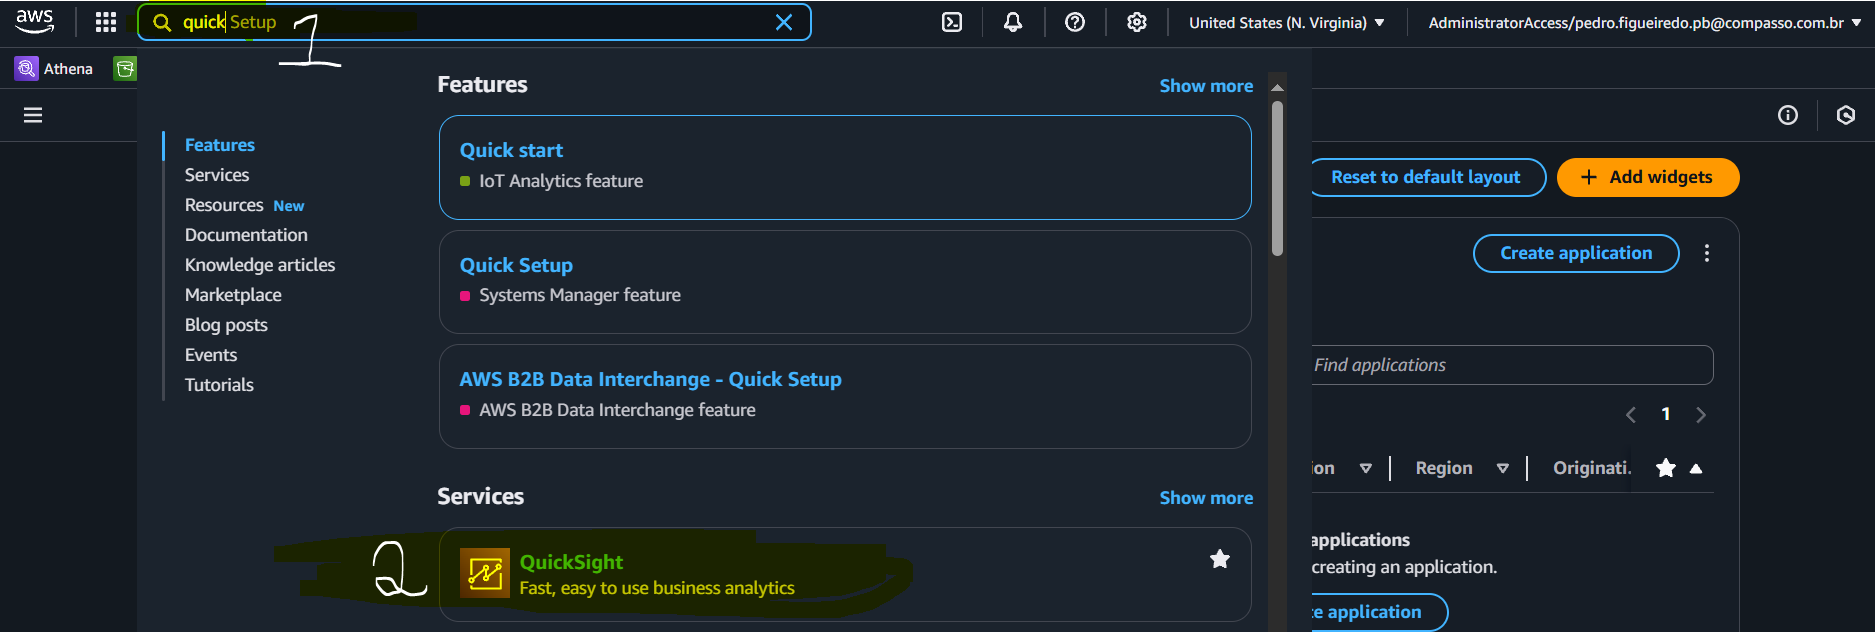 aws
quick Setup
1
United States (N. Virginia)
AdministratorAccess/pedro.figueiredo.pb@compasso.com.br
Athena
Features
Show more
Features
Services
Resources New
Documentation
Knowledge articles
Marketplace
Blog posts
Events
Tutorials
Quick start
IoT Analytics feature
Quick Setup
Systems Manager feature
AWS B2B Data Interchange - Quick Setup
AWS B2B Data Interchange feature
Services
Show more
2
QuickSight
Fast, easy to use business analytics
Reset to default layout
+ Add widgets
Create application
Find applications
1
ion
Region
Originati.
applications
creating an application.
te application